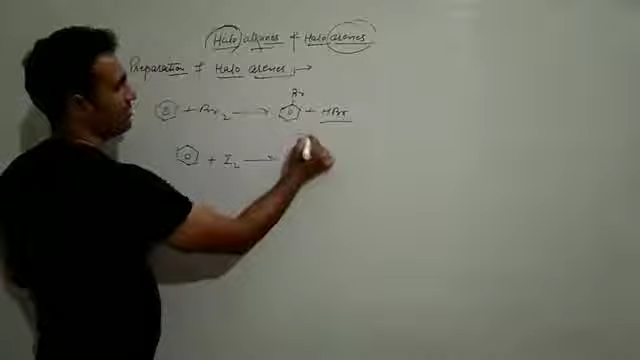 Halo alkanes & Halo arenes
Preparation of Halo arenes →
Br
+ Br2 → + HBr
+ I2 →